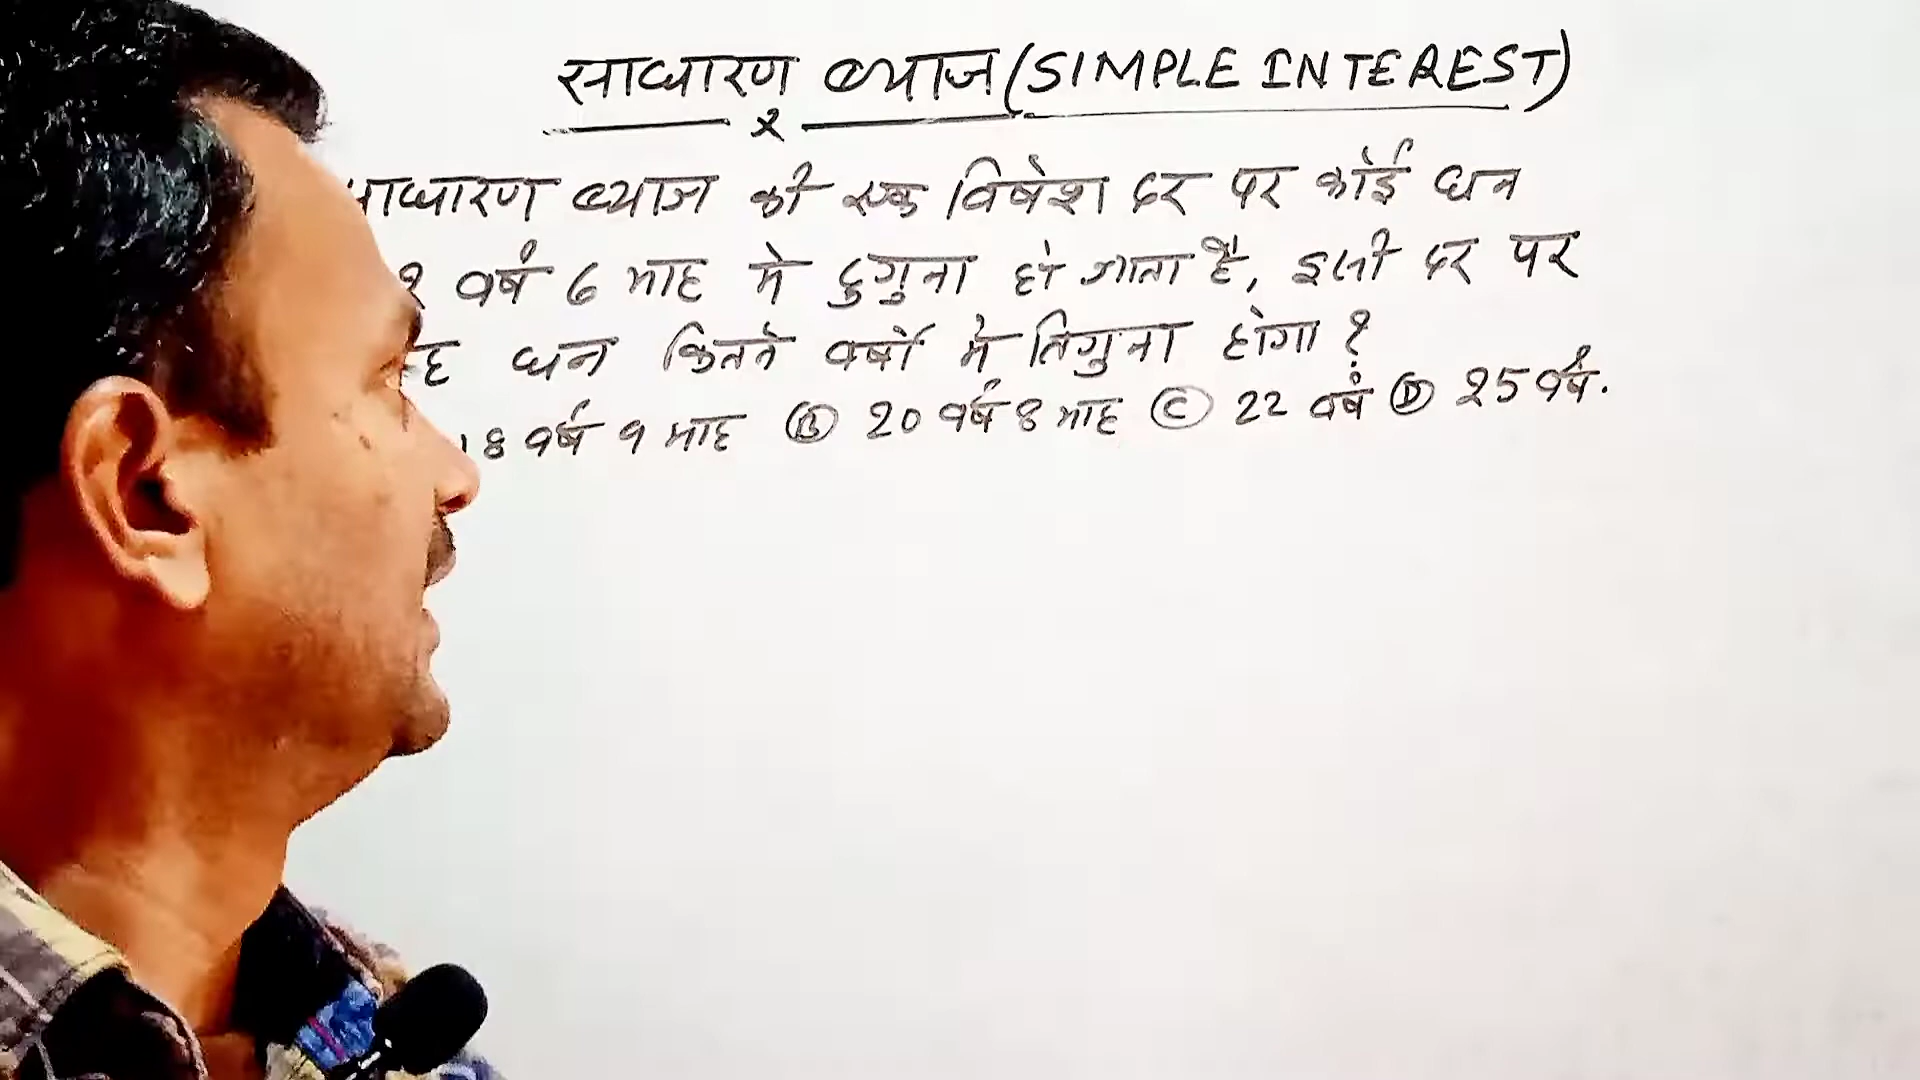 साधारण ब्याज (SIMPLE INTEREST)
साधारण ब्याज की एक विषेश दर पर कोई धन
वर्ष 6 माह मे दुगुना हो जाता है, इसी दर पर
धन कितने वर्षो मे तिगुना होगा ?
18 वर्ष 9 माह (B) 20 वर्ष 8 माह (C) 22 वर्ष (D) 25 वर्ष.